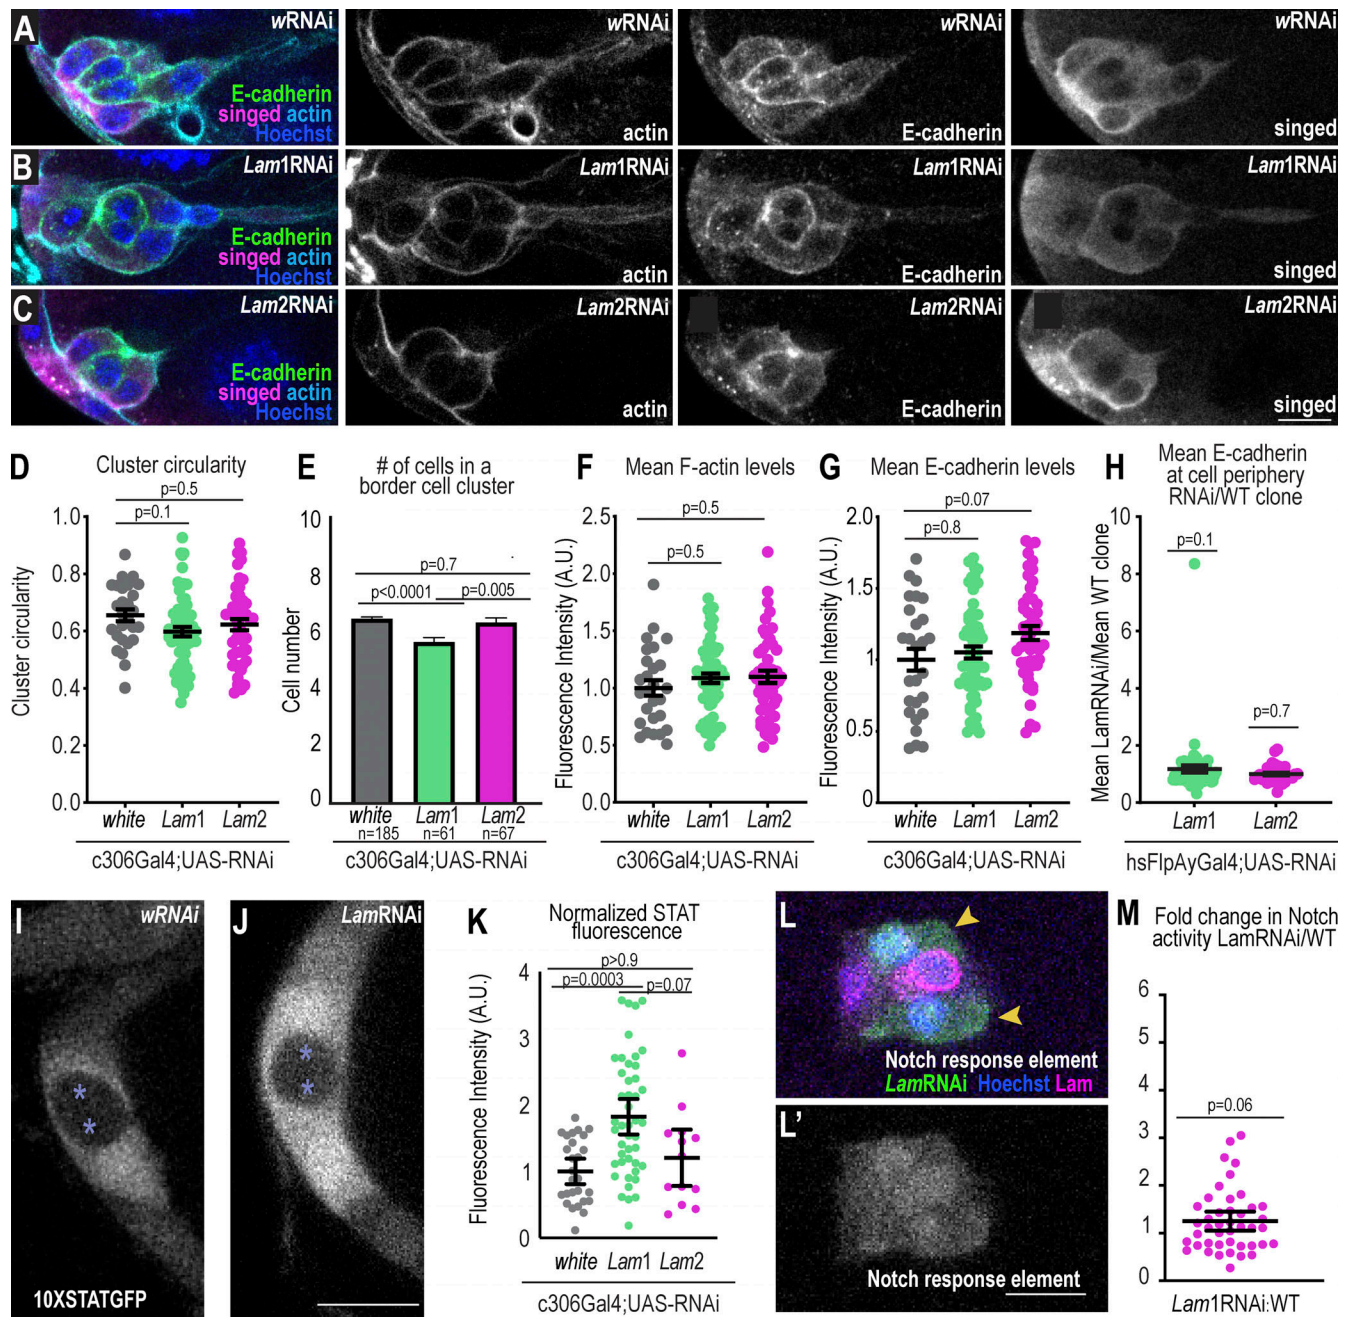 A
wRNAi
E-cadherin
singed actin
Hoechst
wRNAi
actin
wRNAi
E-cadherin
wRNAi
singed
B
Lam1RNAi
E-cadherin
singed actin
Hoechst
Lam1RNAi
actin
Lam1RNAi
E-cadherin
Lam1RNAi
singed
C
Lam2RNAi
E-cadherin
singed actin
Hoechst
Lam2RNAi
actin
Lam2RNAi
E-cadherin
Lam2RNAi
singed
D
Cluster circularity
p=0.5
p=0.1
Cluster circularity
1.0
0.8
0.6
0.4
0.2
0.0
white Lam1 Lam2
c306Gal4;UAS-RNAi
E
# of cells in a
border cell cluster
p=0.7
p<0.0001 p=0.005
Cell number
10
8
6
4
2
0
white Lam1 Lam2
n=185 n=61 n=67
c306Gal4;UAS-RNAi
F
Mean F-actin levels
p=0.5
p=0.5
Fluorescence Intensity (A.U.)
2.5
2.0
1.5
1.0
0.5
0.0
white Lam1 Lam2
c306Gal4;UAS-RNAi
G
Mean E-cadherin levels
p=0.07
p=0.8
Fluorescence Intensity (A.U.)
2.0
1.5
1
0.5
0
white Lam1 Lam2
c306Gal4;UAS-RNAi
H
Mean E-cadherin
at cell periphery
RNAi/WT clone
p=0.1
p=0.7
Mean LamRNAi/Mean WT clone
10
8
6
4
2
0
Lam1 Lam2
hsFlpAyGal4;UAS-RNAi
I
wRNAi
*
*
10XSTATGFP
J
LamRNAi
*
*
K
Normalized STAT
fluorescence
p>0.9
p=0.0003 p=0.07
Fluorescence Intensity (A.U.)
4
3
2
1
0
white Lam1 Lam2
c306Gal4;UAS-RNAi
L
Notch response element
LamRNAi Hoechst Lam
L'
Notch response element
M
Fold change in Notch
activity LamRNAi/WT
p=0.06
6
5
4
3
2
1
0
Lam1RNAi:WT